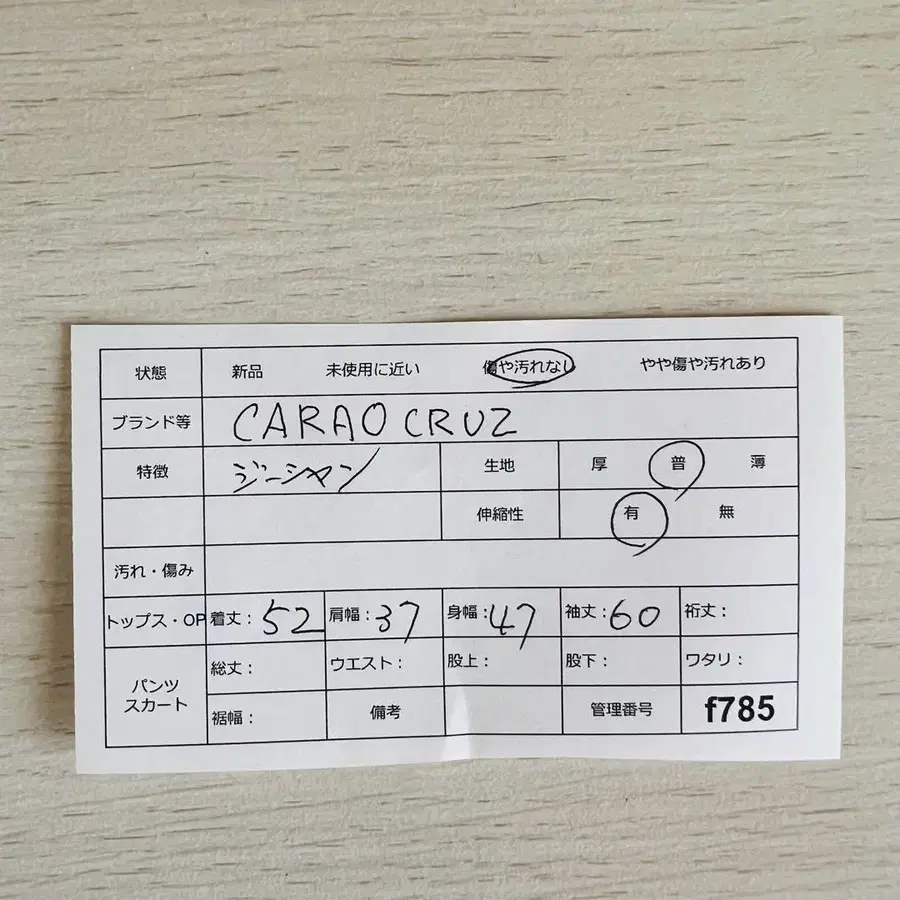 状態 新品 未使用に近い 傷や汚れなし やや傷や汚れあり
ブランド等 CARAO CRUZ
特徴 ジーシャン 生地 厚 普 薄
伸縮性 有 無
汚れ・傷み
トップス・OP 着丈：52 肩幅：37 身幅：47 袖丈：60 裄丈：
パンツ スカート 総丈： ウエスト： 股上： 股下： ワタリ：
裾幅： 備考 管理番号 f785